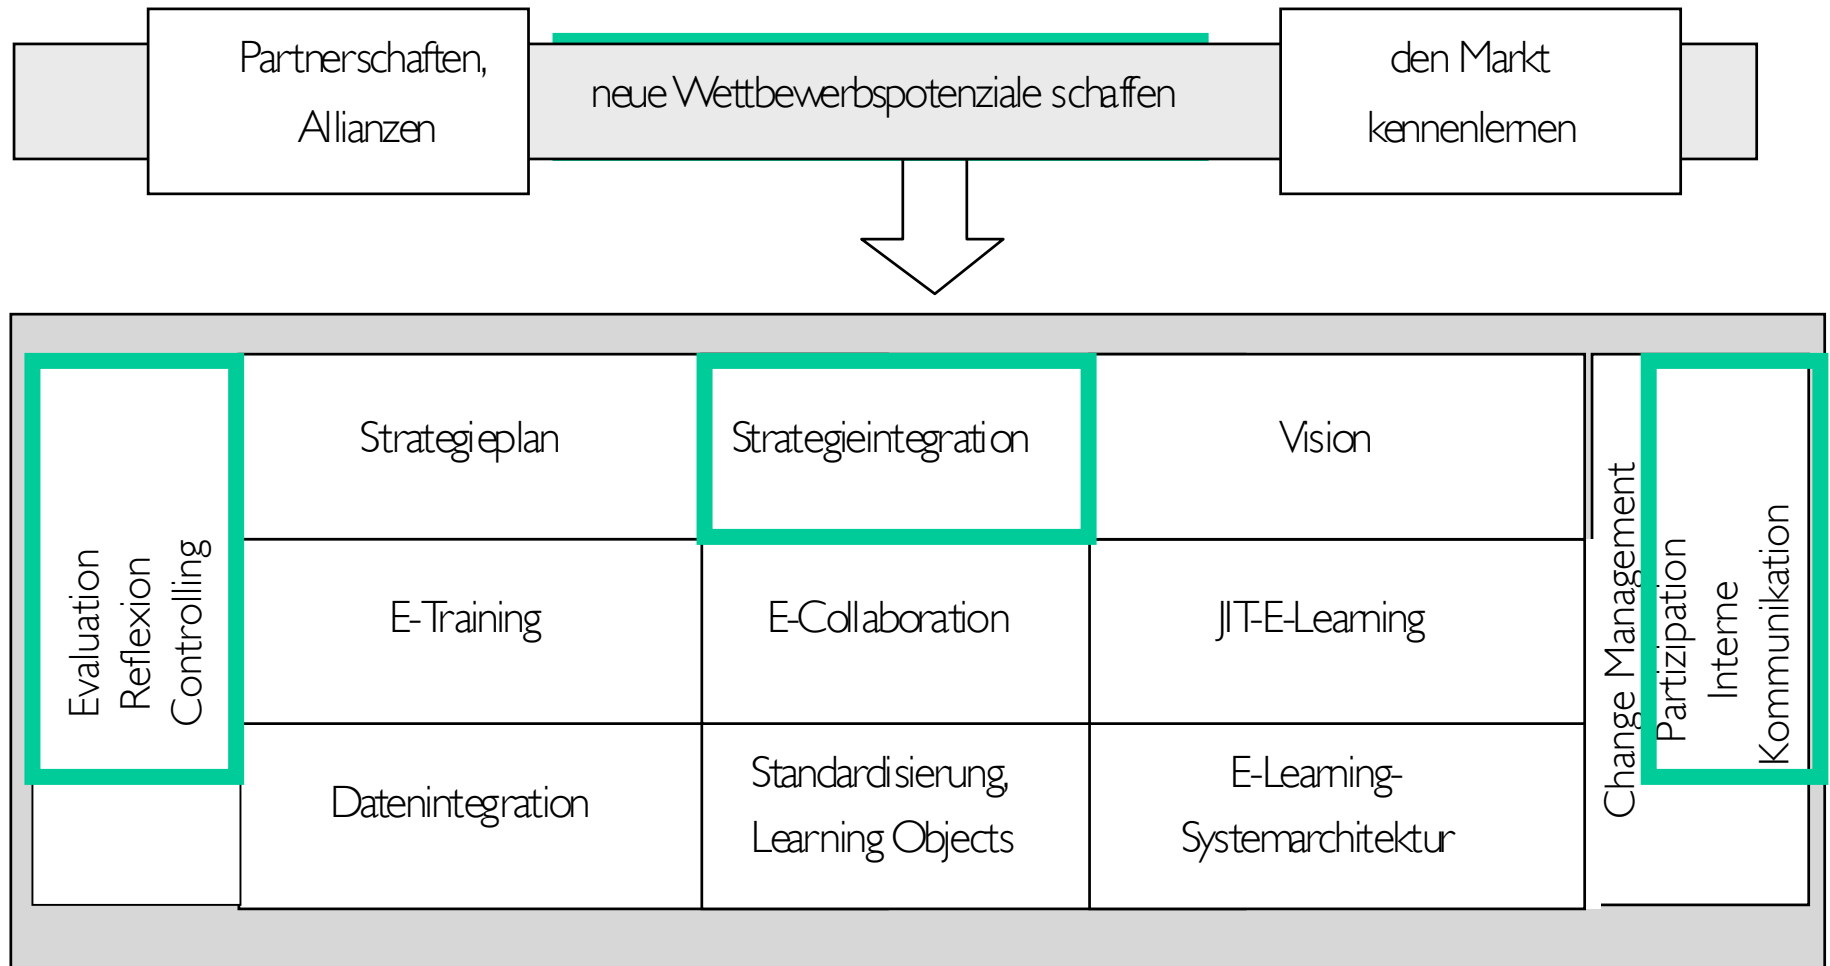 Partnerschaften,
Allianzen
neue Wettbewerbspotenziale schaffen
den Markt
kennenlernen
Evaluation
Reflexion
Controlling
Strategieplan
Strategieintegration
Vision
E-Training
E-Collaboration
JIT-E-Learning
Datenintegration
Standardisierung,
Learning Objects
E-Learning-
Systemarchitektur
Change Management
Partizipation
Interne
Kommunikation